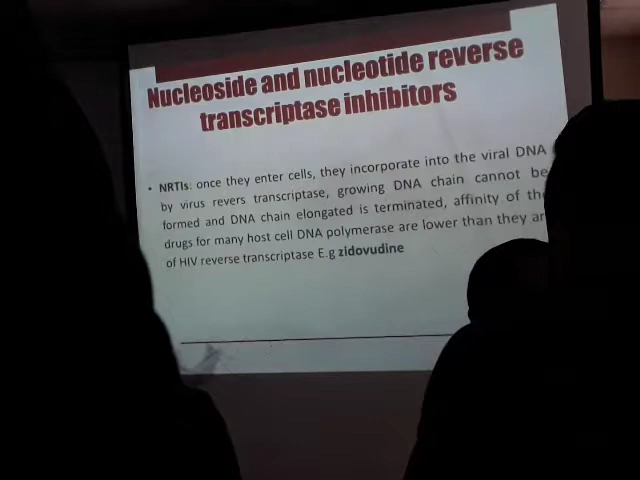 Nucleoside and nucleotide reverse
transcriptase inhibitors
• NRTIs: once they enter cells, they incorporate into the viral DNA
by virus revers transcriptase, growing DNA chain cannot be
formed and DNA chain elongated is terminated, affinity of the
drugs for many host cell DNA polymerase are lower than they ar
of HIV reverse transcriptase E.g zidovudine